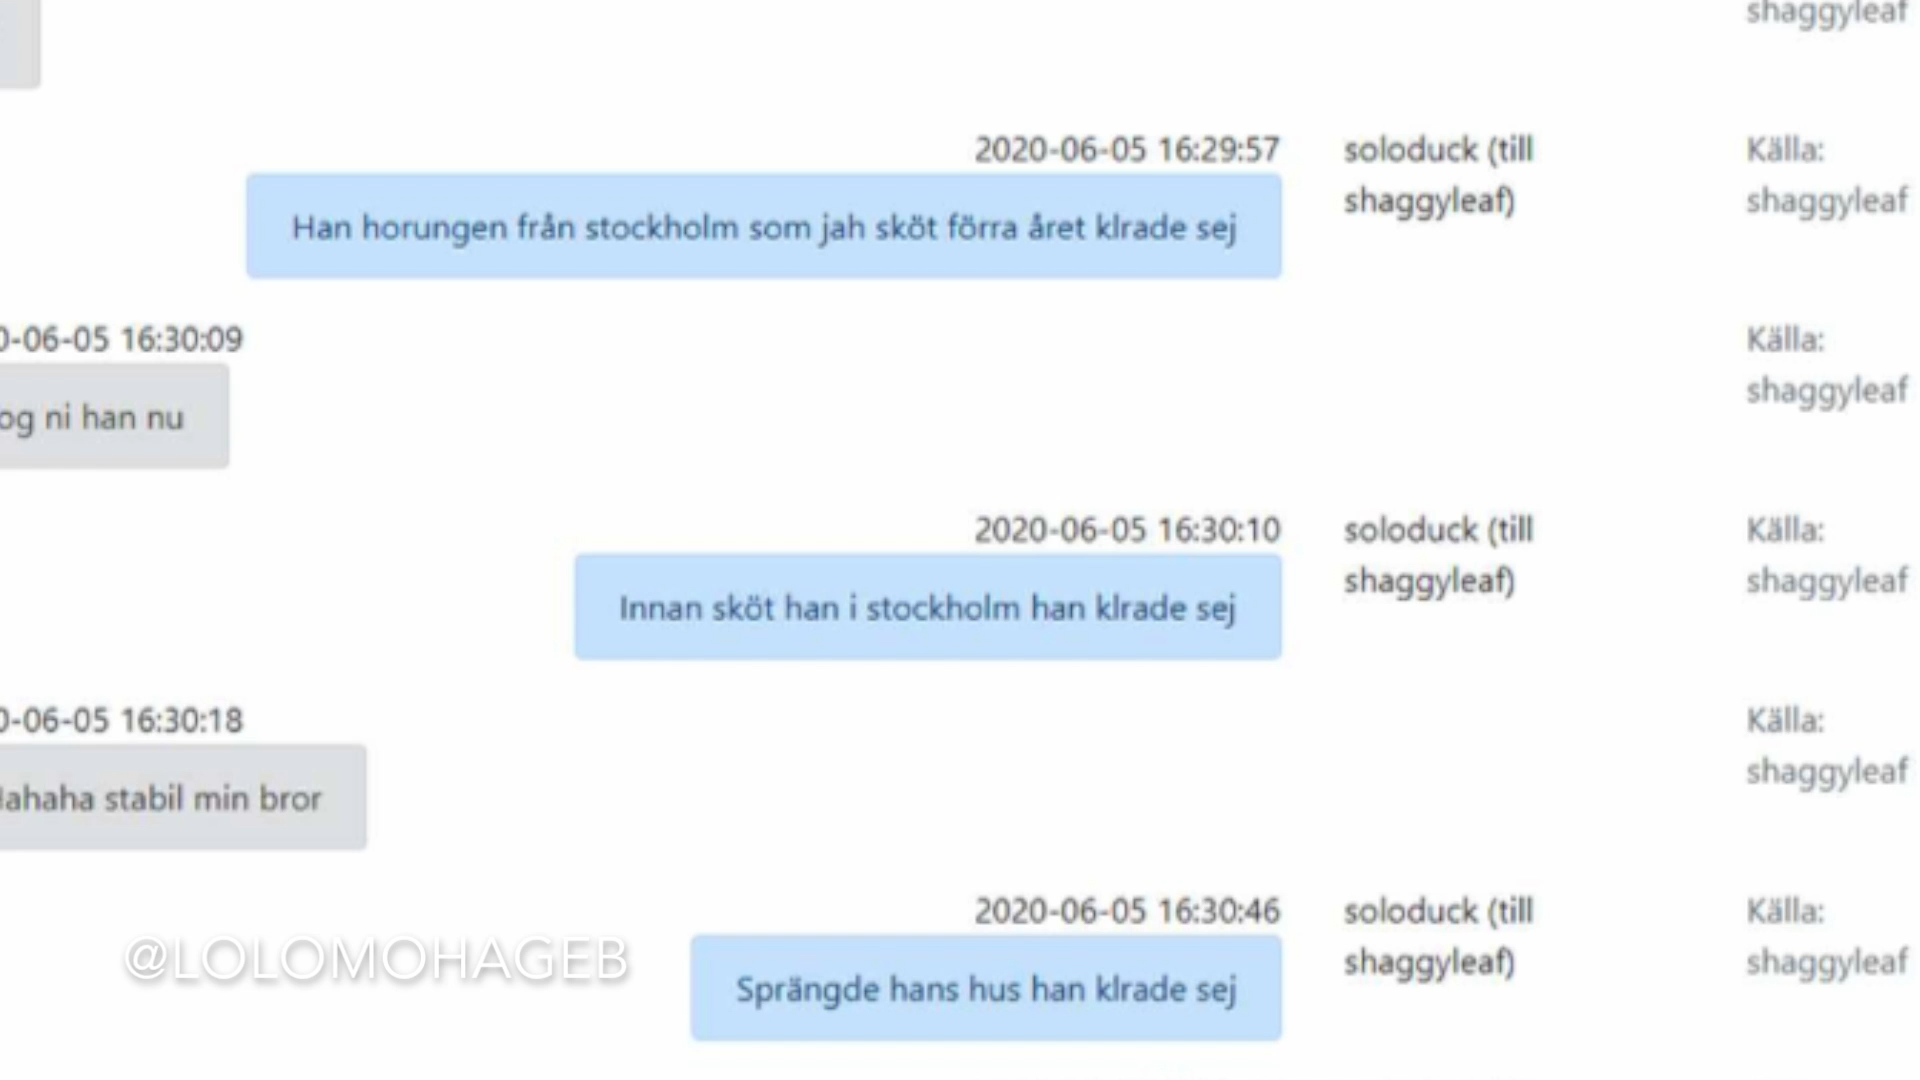 shaggyleaf
2020-06-05 16:29:57
soloduck (till
shaggyleaf)
Källa:
shaggyleaf
Han horungen från stockholm som jah sköt förra året klrade sej
0-06-05 16:30:09
Källa:
shaggyleaf
og ni han nu
2020-06-05 16:30:10
soloduck (till
shaggyleaf)
Källa:
shaggyleaf
Innan sköt han i stockholm han klrade sej
0-06-05 16:30:18
Källa:
shaggyleaf
ahaha stabil min bror
2020-06-05 16:30:46
soloduck (till
shaggyleaf)
Källa:
shaggyleaf
Sprängde hans hus han klrade sej
@LOLOMOHAGEB